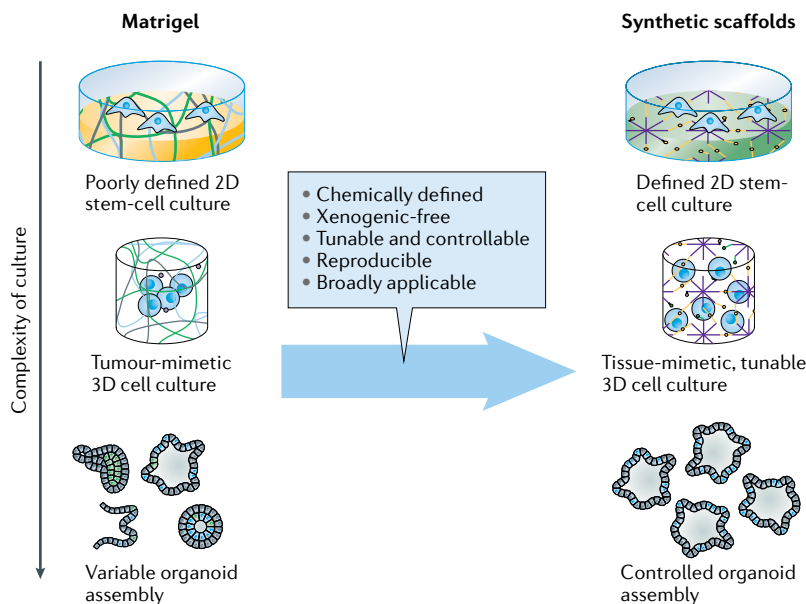 Matrigel
Synthetic scaffolds
Complexity of culture
Poorly defined 2D
stem-cell culture
Defined 2D stem-
cell culture
• Chemically defined
• Xenogenic-free
• Tunable and controllable
• Reproducible
• Broadly applicable
Tumour-mimetic
3D cell culture
Tissue-mimetic, tunable
3D cell culture
Variable organoid
assembly
Controlled organoid
assembly